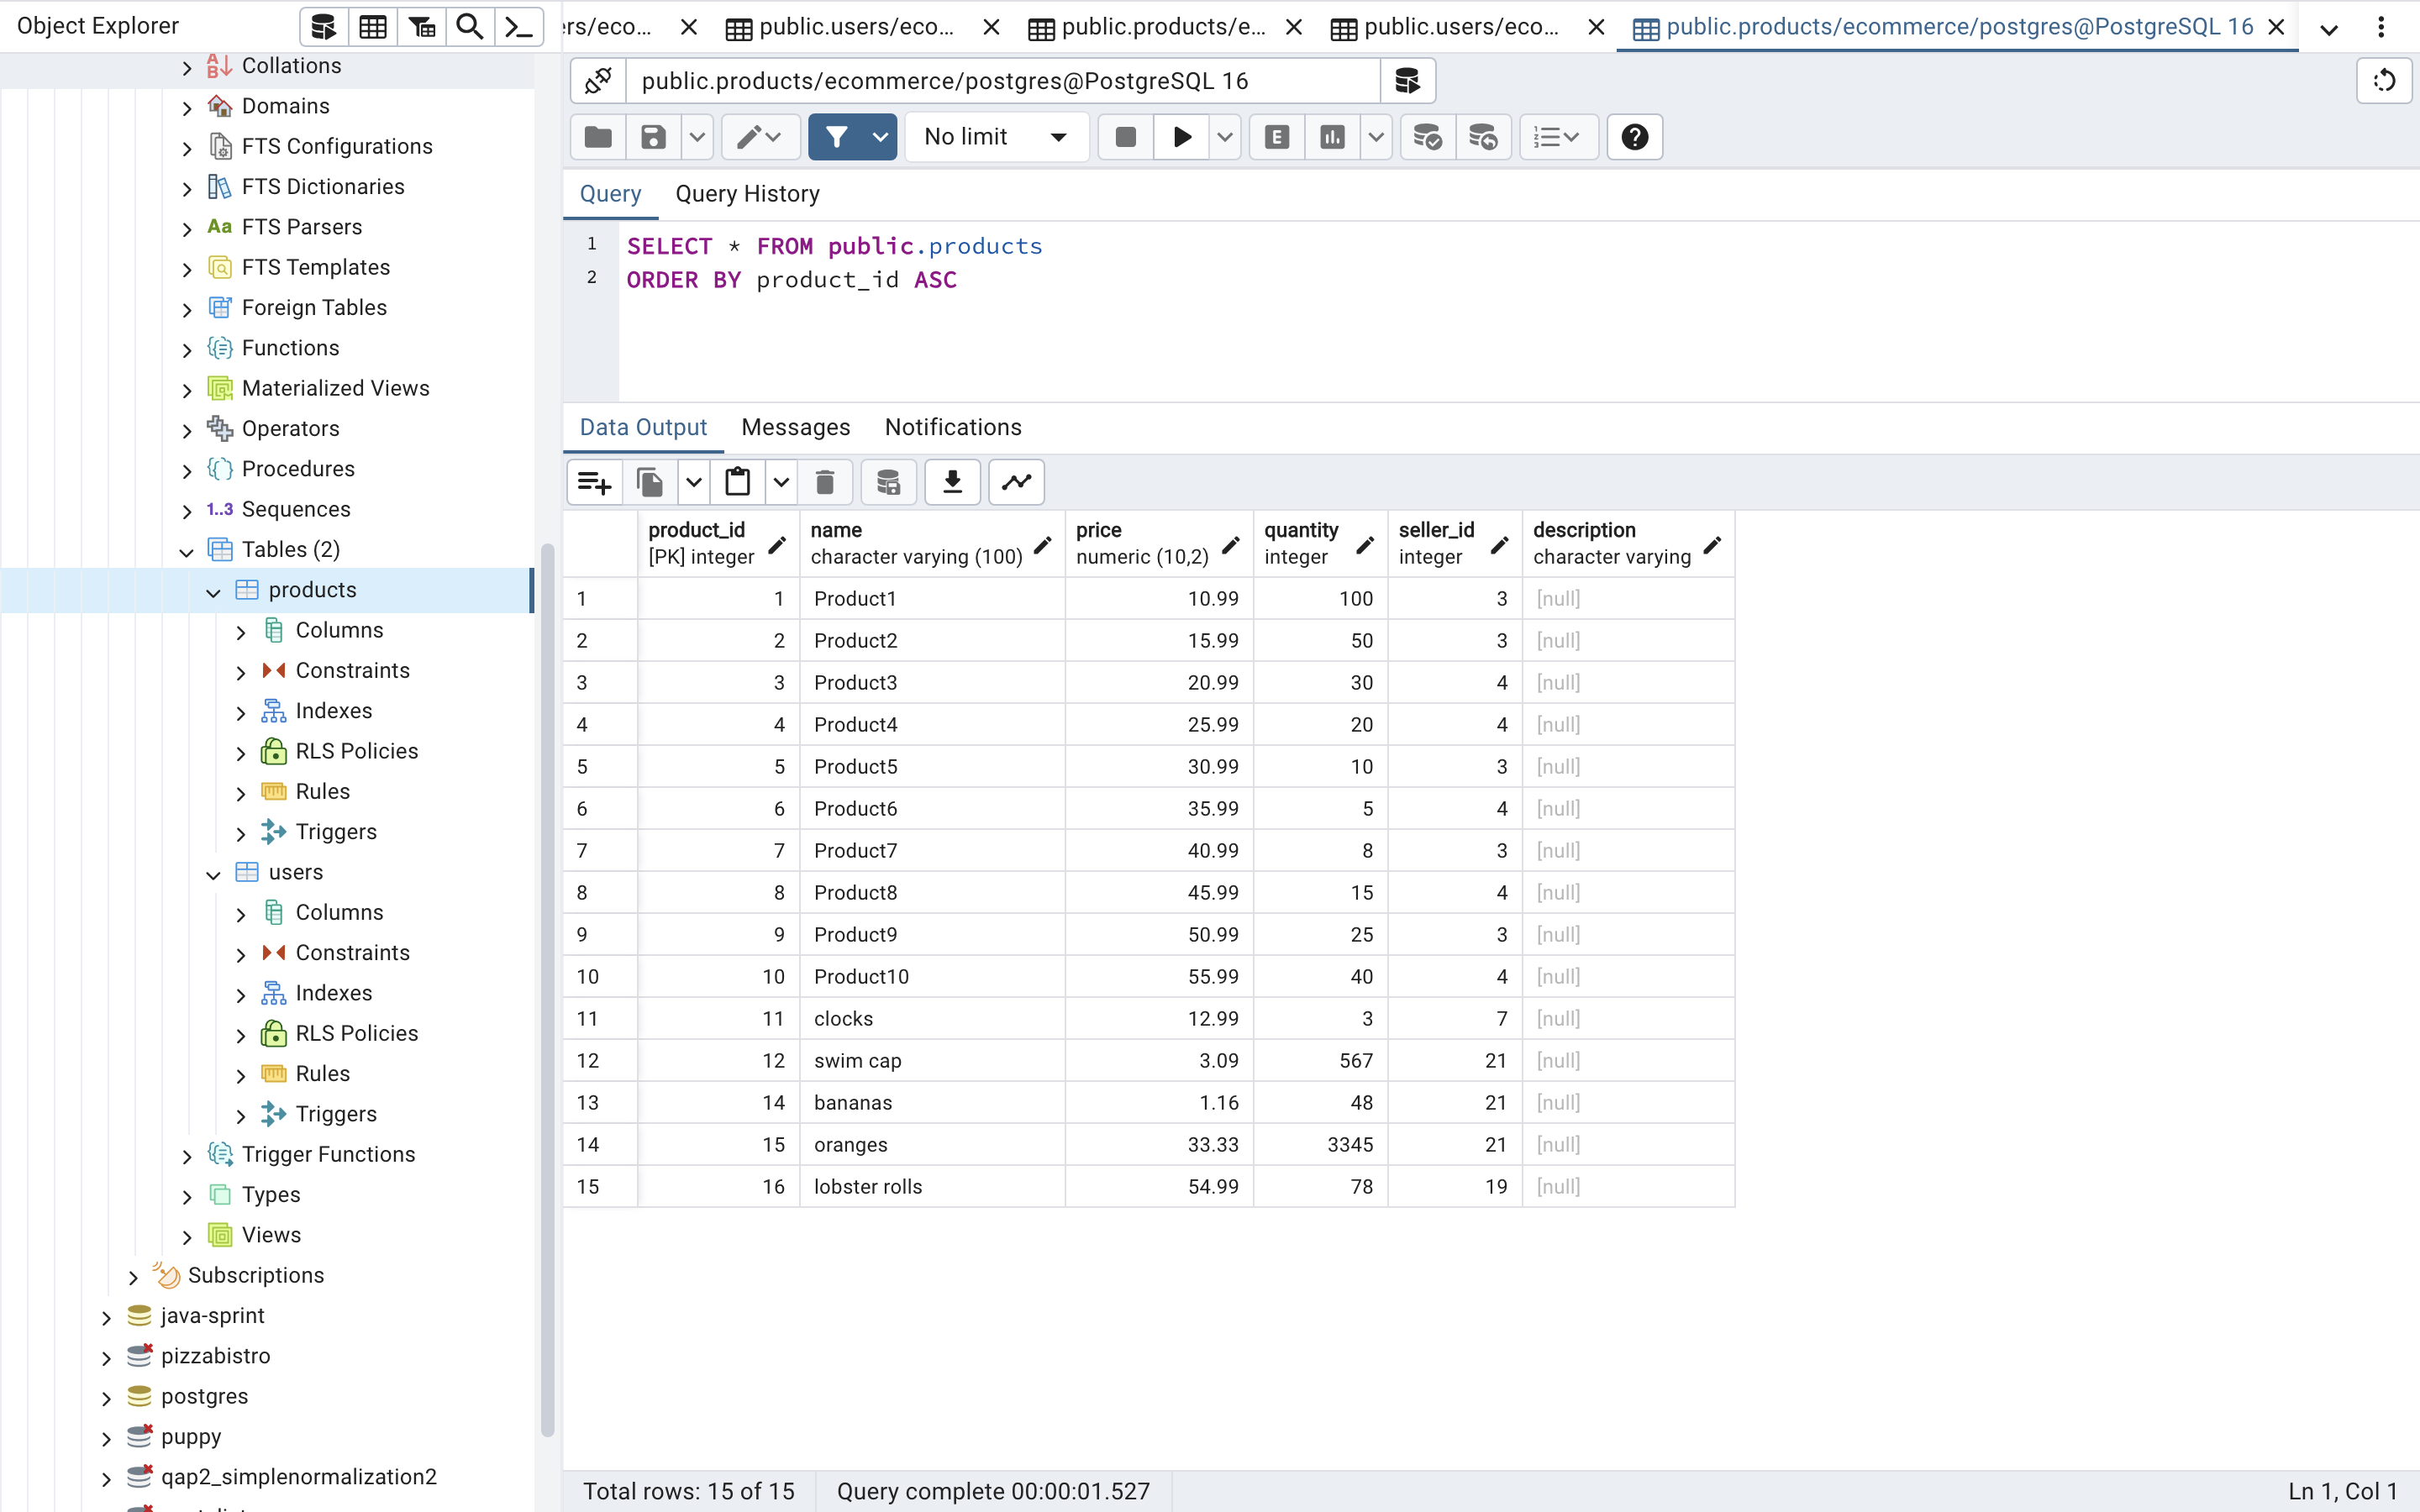 Object Explorer
ers/eco...
public.users/eco...
public.products/e...
public.users/eco...
public.products/ecommerce/postgres@PostgreSQL 16
public.products/ecommerce/postgres@PostgreSQL 16
No limit
E
Query
Query History
1 SELECT * FROM public.products
2 ORDER BY product_id ASC
Data Output
Messages
Notifications
Collations
Domains
FTS Configurations
FTS Dictionaries
Aa FTS Parsers
FTS Templates
Foreign Tables
Functions
Materialized Views
Operators
Procedures
1..3 Sequences
Tables (2)
products
Columns
Constraints
Indexes
RLS Policies
Rules
Triggers
users
Columns
Constraints
Indexes
RLS Policies
Rules
Triggers
Trigger Functions
Types
Views
Subscriptions
java-sprint
pizzabistro
postgres
puppy
qap2_simplenormalization2
product_id name price quantity seller_id description
[PK] integer character varying (100) numeric (10,2) integer integer character varying
1 1 Product1 10.99 100 3 [null]
2 2 Product2 15.99 50 3 [null]
3 3 Product3 20.99 30 4 [null]
4 4 Product4 25.99 20 4 [null]
5 5 Product5 30.99 10 3 [null]
6 6 Product6 35.99 5 4 [null]
7 7 Product7 40.99 8 3 [null]
8 8 Product8 45.99 15 4 [null]
9 9 Product9 50.99 25 3 [null]
10 10 Product10 55.99 40 4 [null]
11 11 clocks 12.99 3 7 [null]
12 12 swim cap 3.09 567 21 [null]
13 14 bananas 1.16 48 21 [null]
14 15 oranges 33.33 3345 21 [null]
15 16 lobster rolls 54.99 78 19 [null]
Total rows: 15 of 15
Query complete 00:00:01.527
Ln 1, Col 1